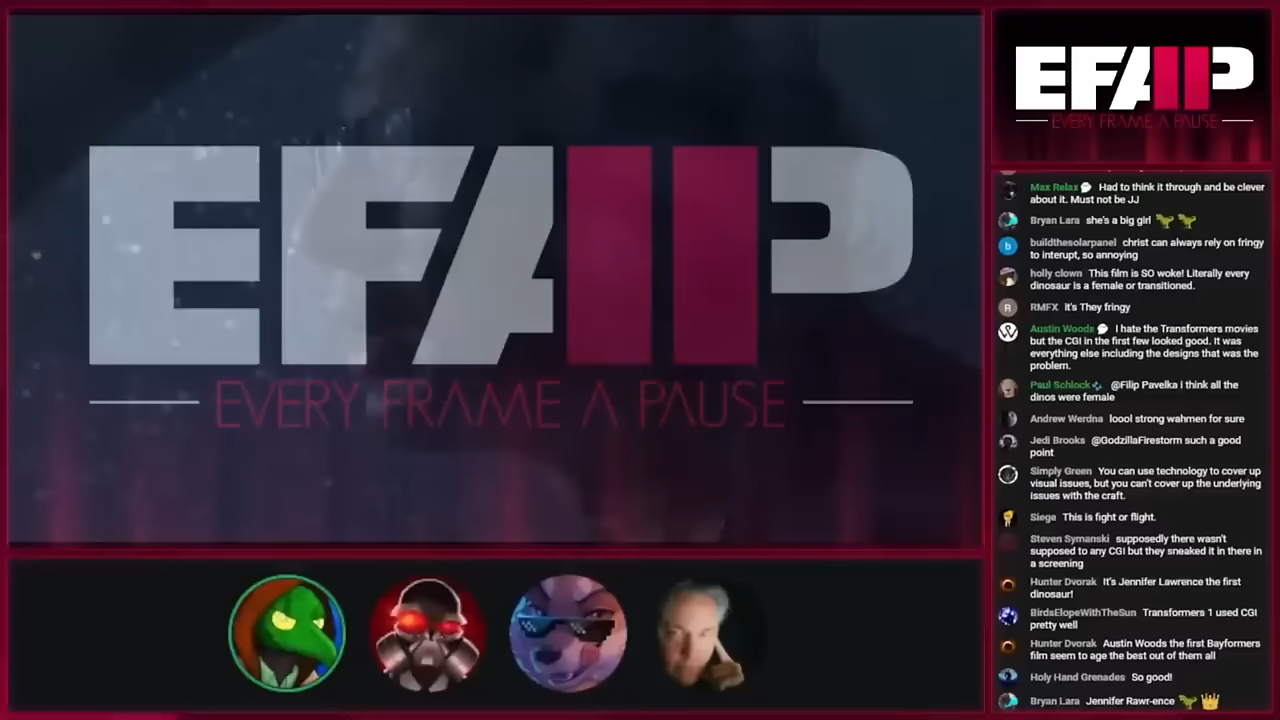 EFAP
EVERY FRAME A PAUSE
EFAP
EVERY FRAME A PAUSE
Max Relax Had to think it through and be clever
about it. Must not be JJ
Bryan Lara she's a big girl
b
buildthesolarpanel christ can always rely on fringy
to interupt, so annoying
holly clown This film is SO woke! Literally every
dinosaur is a female or transitioned.
R
RMFX it's They fringy
Austin Woods I hate the Transformers movies
but the CGI in the first few looked good. It was
everything else including the designs that was the
problem.
Paul Schlock @Filip Pavelka I think all the
dinos were female
Andrew Werdna loool strong wahmen for sure
Jedi Brooks @GodzillaFirestorm such a good
point
Simply Green You can use technology to cover up
visual issues, but you can't cover up the underlying
issues with the craft.
Siege This is fight or flight.
Steven Symanski supposedly there wasn't
supposed to any CGI but they sneaked it in there in
a screening
Hunter Dvorak It's Jennifer Lawrence the first
dinosaur!
BirdsElopeWithTheSun Transformers 1 used CGI
pretty well
Hunter Dvorak Austin Woods the first Bayformers
film seem to age the best out of them all
Holy Hand Grenades So good!
Bryan Lara Jennifer Rawr-ence